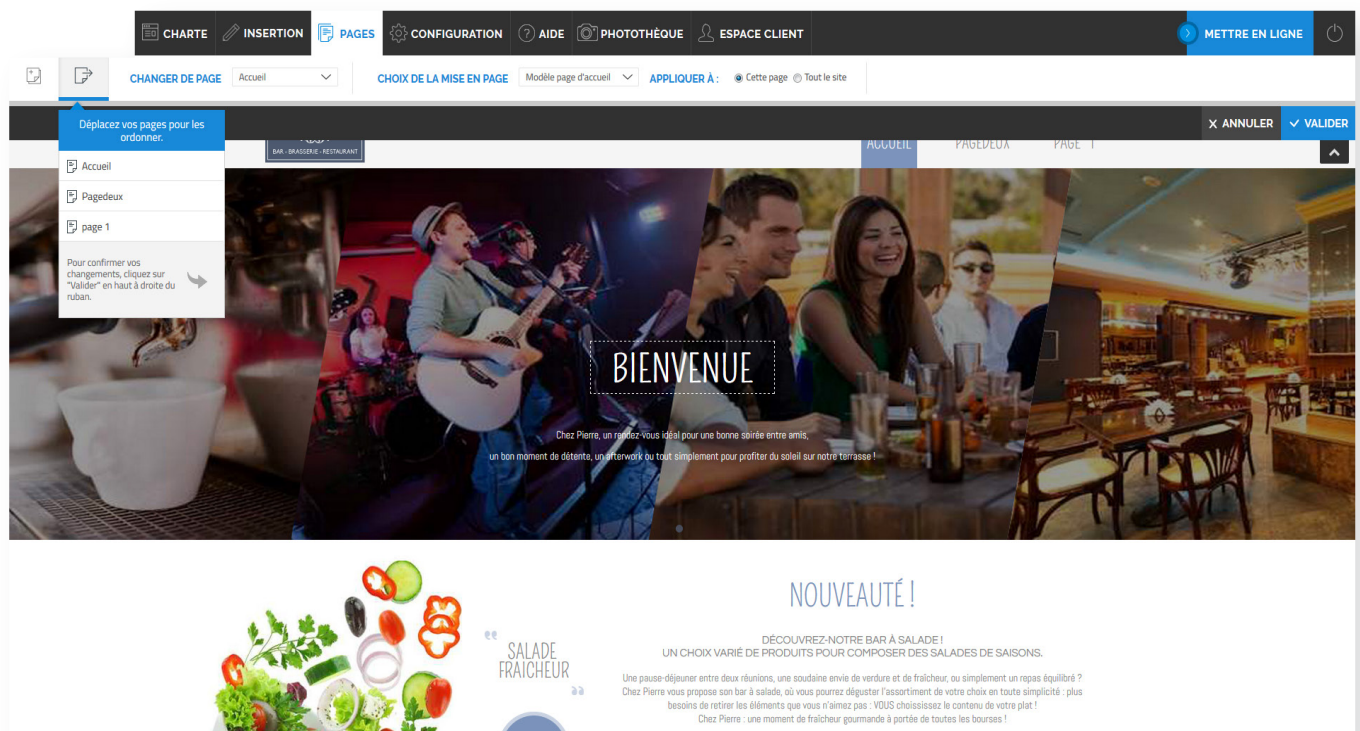 CHARTE INSERTION PAGES CONFIGURATION ? AIDE PHOTOTHÈQUE ESPACE CLIENT METTRE EN LIGNE
CHANGER DE PAGE Accueil CHOIX DE LA MISE EN PAGE Modèle page d'accueil APPLIQUER À : Cette page Tout le site
X ANNULER VALIDER
Déplacez vos pages pour les
ordonner.
Accueil
Pagedeux
page 1
Pour confirmer vos
changements, cliquez sur
"Valider" en haut à droite du
ruban.
BAR - BRASSERIE - RESTAURANT
ACCUEIL PAGEDEUX PAGE 1
BIENVENUE
Chez Pierre, un rendez-vous idéal pour une bonne soirée entre amis,
un bon moment de détente, un afterwork ou tout simplement pour profiter du soleil sur notre terrasse !
“ SALADE
FRAICHEUR ”
NOUVEAUTÉ !
DÉCOUVREZ-NOTRE BAR À SALADE !
UN CHOIX VARIÉ DE PRODUITS POUR COMPOSER DES SALADES DE SAISONS.
Une pause-déjeuner entre deux réunions, une soudaine envie de verdure et de fraîcheur, ou simplement un repas équilibré ?
Chez Pierre vous propose son bar à salade, où vous pourrez déguster l'assortiment de votre choix en toute simplicité : plus
besoins de retirer les éléments que vous n'aimez pas : VOUS choississez le contenu de votre plat !
Chez Pierre : une moment de fraîcheur gourmande à portée de toutes les bourses !